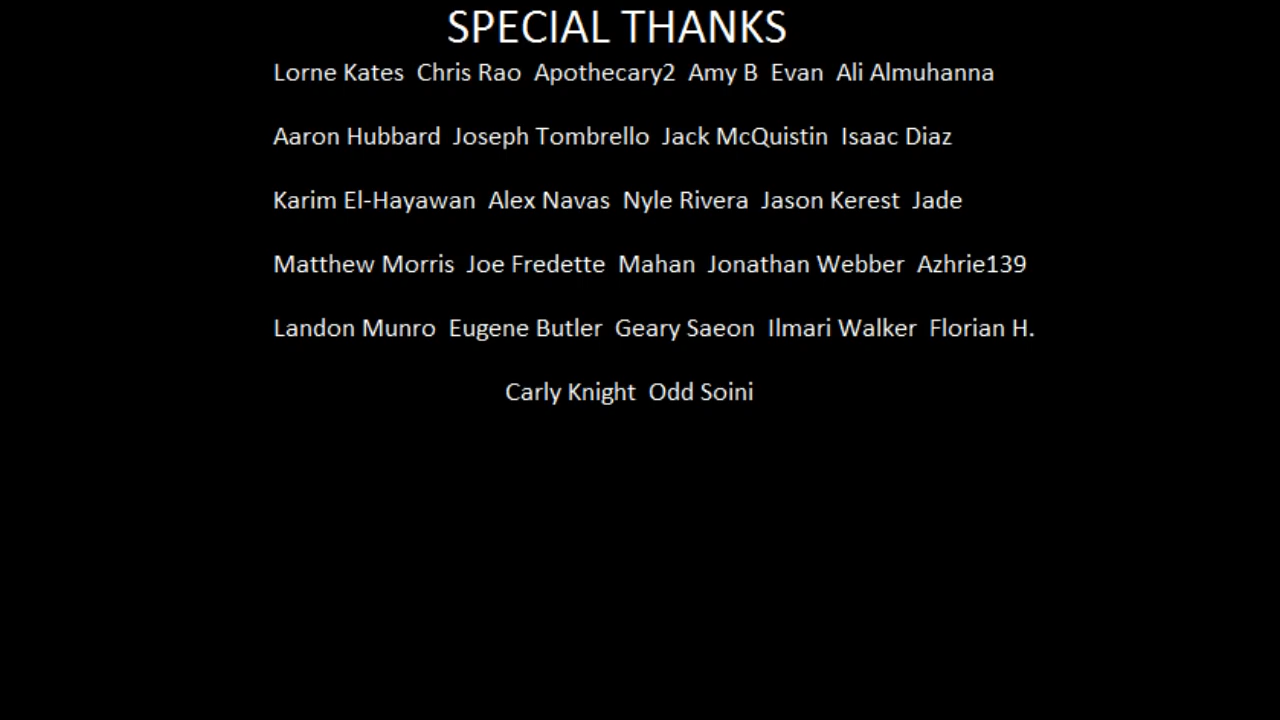 SPECIAL THANKS
Lorne Kates  Chris Rao  Apothecary2  Amy B  Evan  Ali Almuhanna
Aaron Hubbard  Joseph Tombrello  Jack McQuistin  Isaac Diaz
Karim El-Hayawan  Alex Navas  Nyle Rivera  Jason Kerest  Jade
Matthew Morris  Joe Fredette  Mahan  Jonathan Webber  Azhrie139
Landon Munro  Eugene Butler  Geary Saeon  Ilmari Walker  Florian H.
Carly Knight  Odd Soini